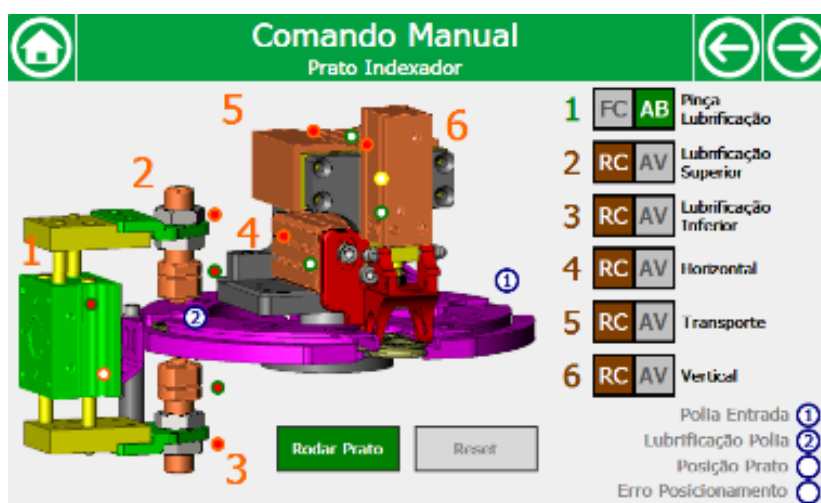 Comando Manual
Prato Indexador
5
6
2
4
1
1
2
3
1 FC AB Pinça
Lubrificação
2 RC AV Lubrificação
Superior
3 RC AV Lubrificação
Inferior
4 RC AV Horizontal
5 RC AV Transporte
6 RC AV Vertical
Rodar Prato
Reset
Polia Entrada 1
Lubrificação Polia 2
Posição Prato
Erro Posicionamento